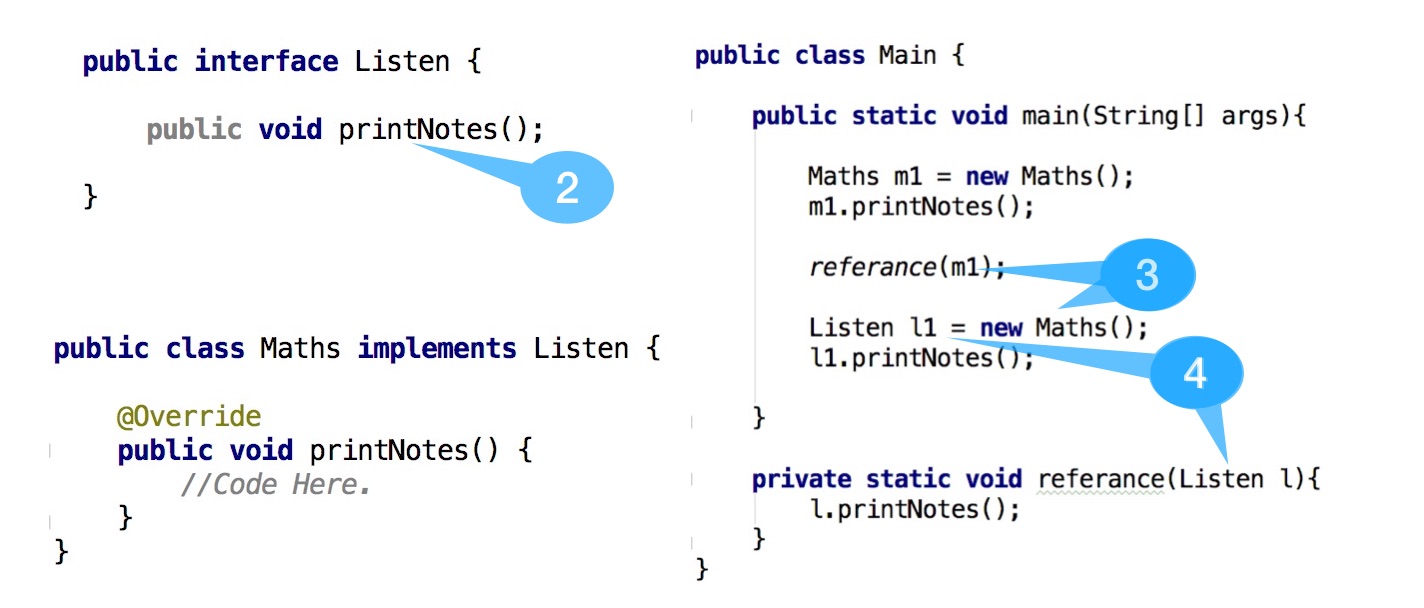 public interface Listen {
public void printNotes();
2
}
public class Maths implements Listen {
@Override
public void printNotes() {
//Code Here.
}
}
public class Main {
public static void main(String[] args){
Maths m1 = new Maths();
m1.printNotes();
referance(m1);
3
Listen l1 = new Maths();
l1.printNotes();
4
}
private static void referance(Listen l){
l.printNotes();
}
}